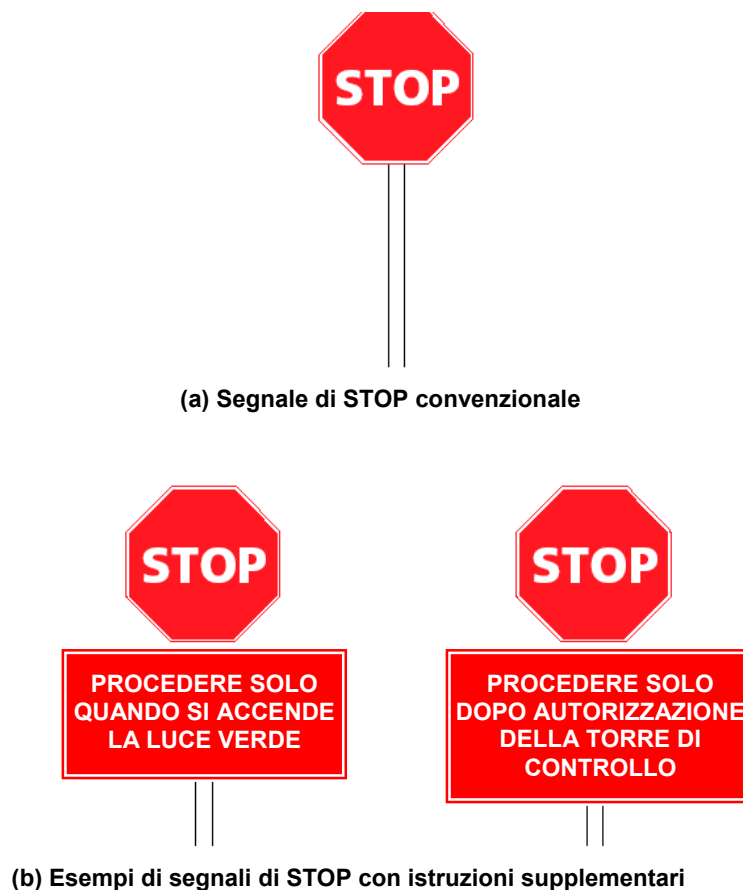 STOP
(a) Segnale di STOP convenzionale
STOP
PROCEDERE SOLO
QUANDO SI ACCENDE
LA LUCE VERDE
STOP
PROCEDERE SOLO
DOPO AUTORIZZAZIONE
DELLA TORRE DI
CONTROLLO
(b) Esempi di segnali di STOP con istruzioni supplementari